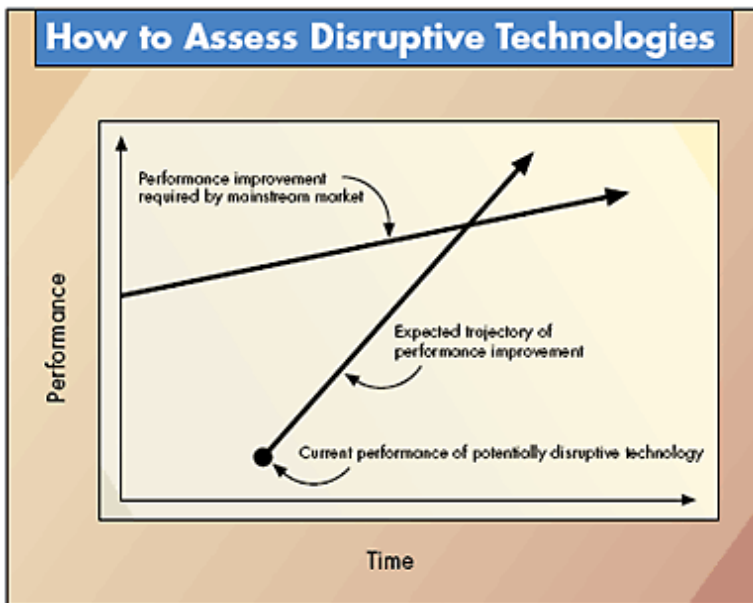 How to Assess Disruptive Technologies
Performance improvement
required by mainstream market
Expected trajectory of
performance improvement
Current performance of potentially disruptive technology
Performance
Time